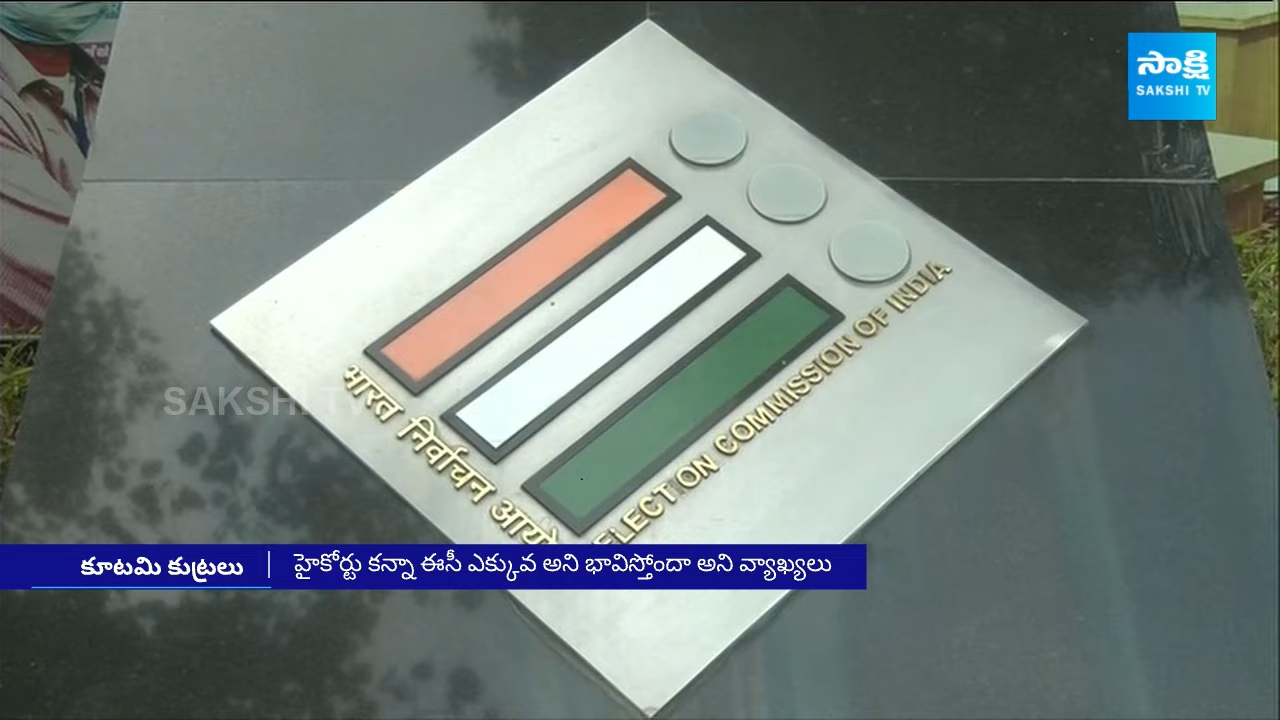 సాక్షి
SAKSHI TV
ELECTION COMMISSION OF INDIA
भारत निर्वाचन
SAKSHI TV
కూటమి కుట్రలు
హైకోర్టు కన్నా ఈసీ ఎక్కువ అని భావిస్తోందా అని వ్యాఖ్యలు